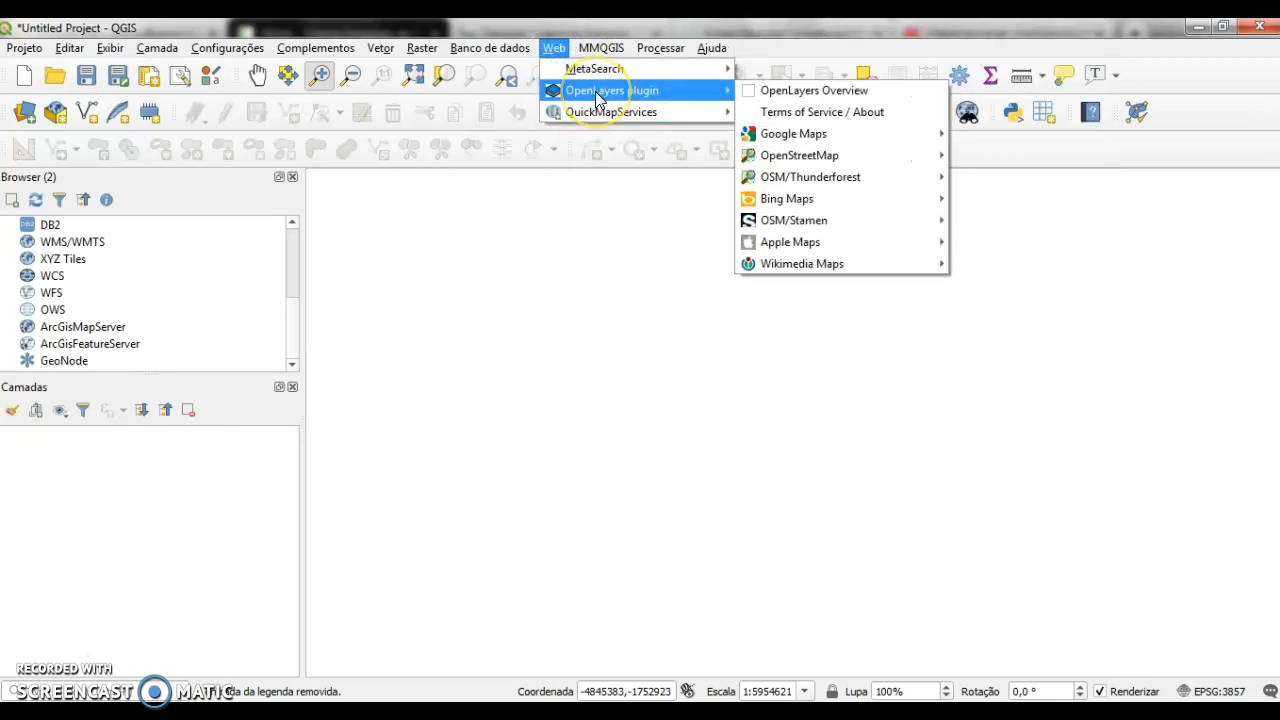 *Untitled Project - QGIS
Projeto Editar Exibir Camada Configurações Complementos Vetor Raster Banco de dados Web MMQGIS Processar Ajuda
MetaSearch
OpenLayers plugin
QuickMapServices
OpenLayers Overview
Terms of Service / About
Google Maps
OpenStreetMap
OSM/Thunderforest
Bing Maps
OSM/Stamen
Apple Maps
Wikimedia Maps
Browser (2)
DB2
WMS/WMTS
XYZ Tiles
WCS
WFS
OWS
ArcGisMapServer
ArcGisFeatureServer
GeoNode
Camadas
RECORDED WITH
SCREENCAST MATIC
da legenda removida.
Coordenada -4845383,-1752923 Escala 1:5954621 Lupa 100% Rotação 0,0 ° Renderizar EPSG:3857